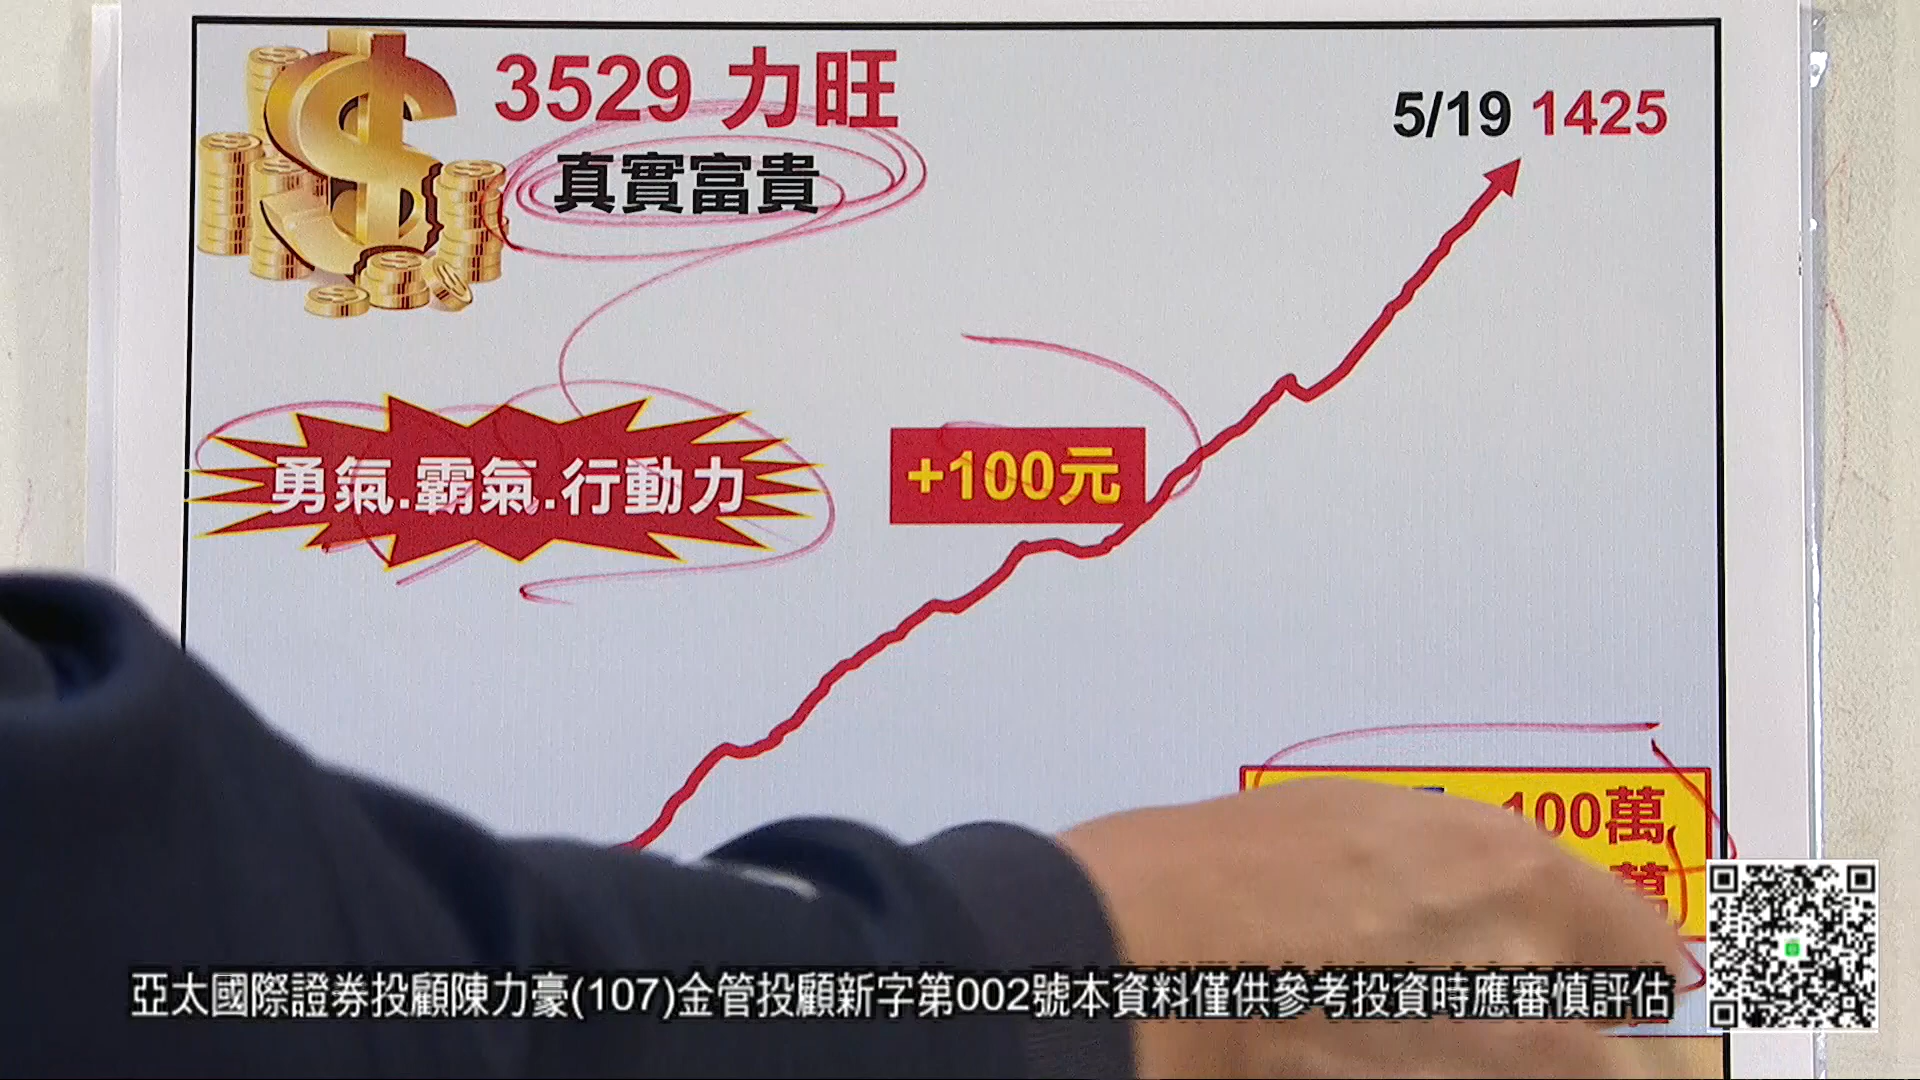 3529 力旺
真實富貴
5/19 1425
勇氣.霸氣.行動力
+100元
100萬
萬
亞太國際證券投顧陳力豪(107)金管投顧新字第002號本資料僅供參考投資時應審慎評估